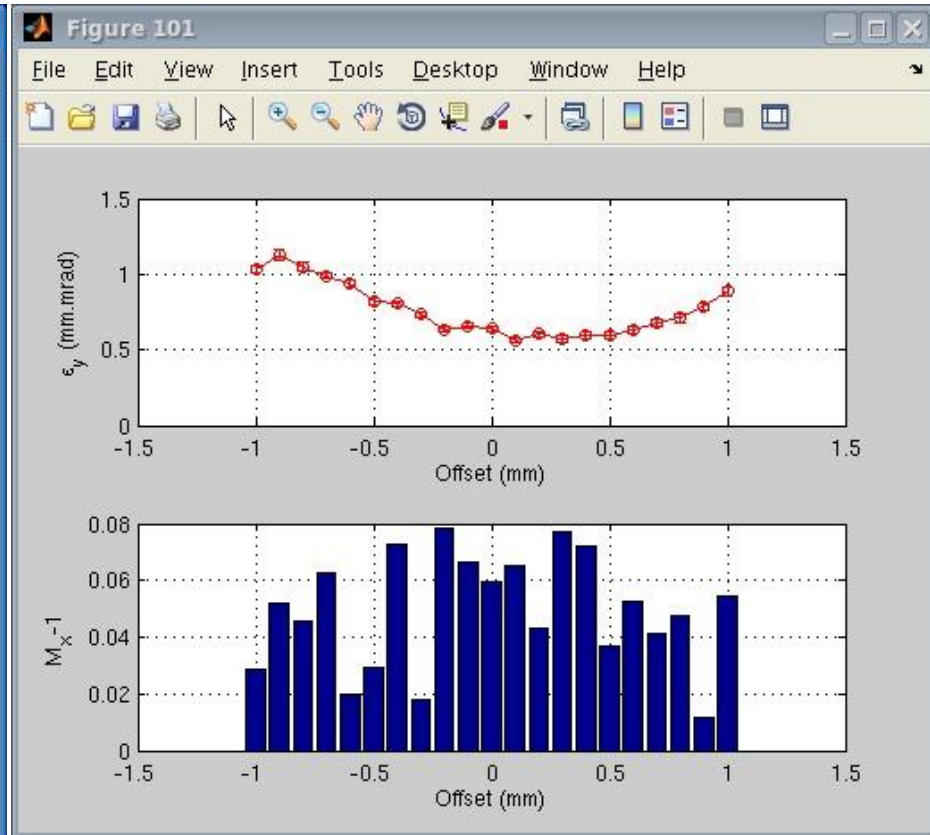 Figure 101
File Edit View Insert Tools Desktop Window Help
1.5
1
0.5
0
ϵy (mm.mrad)
-1.5 -1 -0.5 0 0.5 1 1.5
Offset (mm)
0.08
0.06
0.04
0.02
0
Mx-1
-1.5 -1 -0.5 0 0.5 1 1.5
Offset (mm)